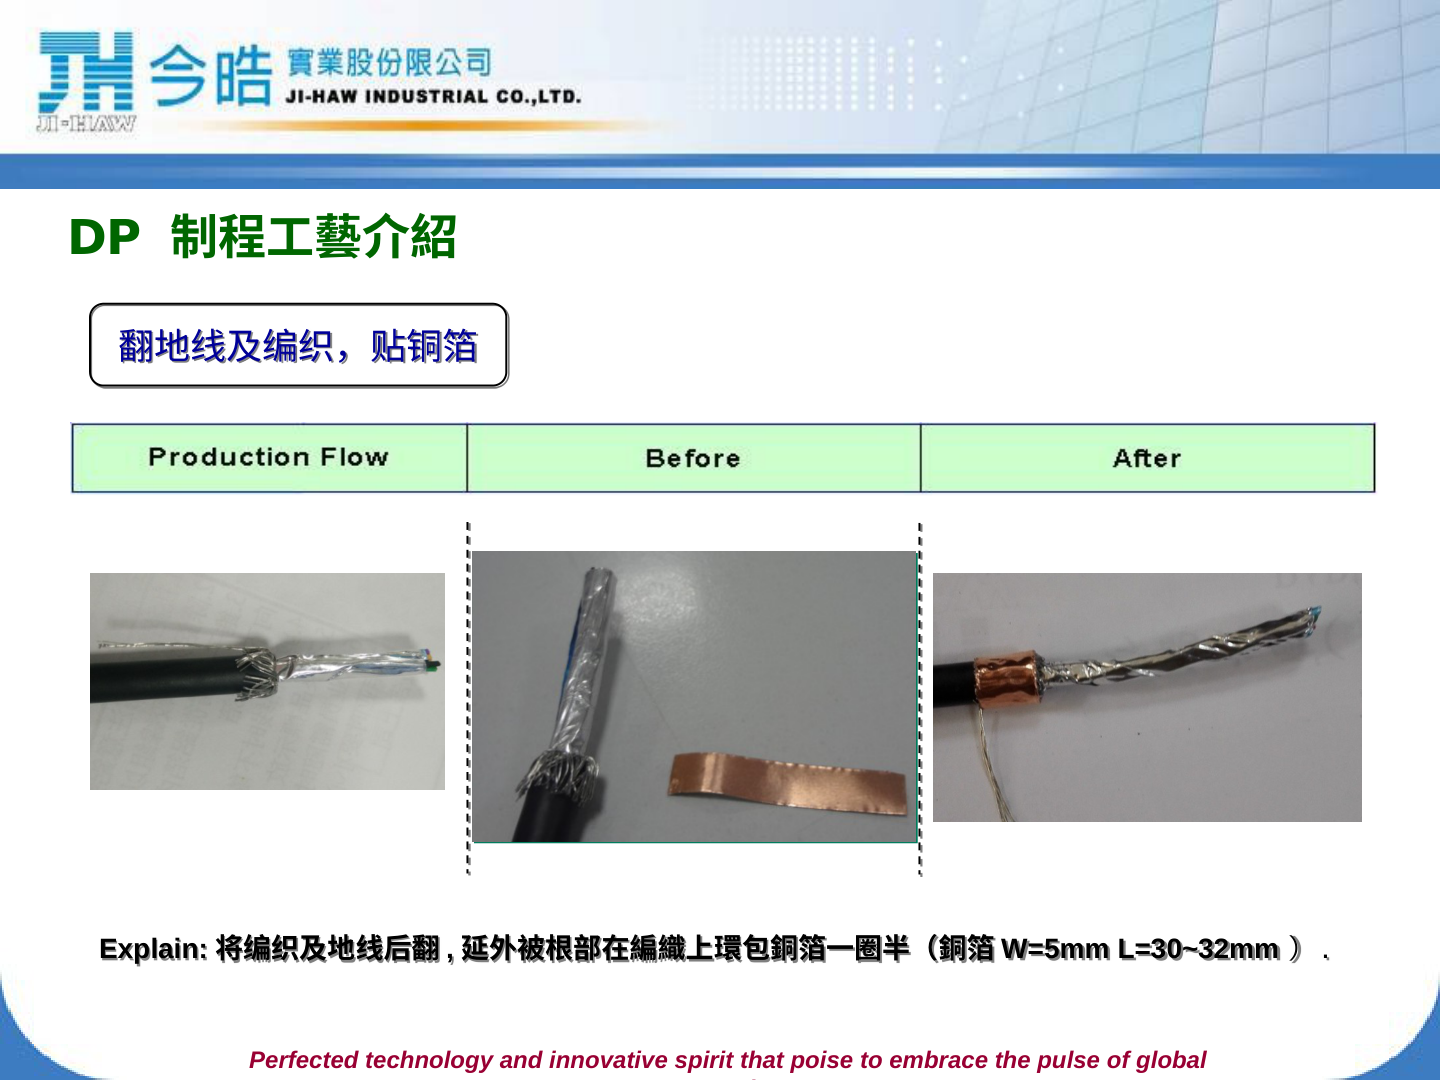 今皓 實業股份限公司
JI-HAW INDUSTRIAL CO.,LTD.
JI-HAW
DP 制程工藝介紹
翻地线及编织，贴铜箔
Production Flow Before After
Explain: 将编织及地线后翻 , 延外被根部在編織上環包銅箔一圈半（銅箔 W=5mm L=30~32mm ） .
Perfected technology and innovative spirit that poise to embrace the pulse of global